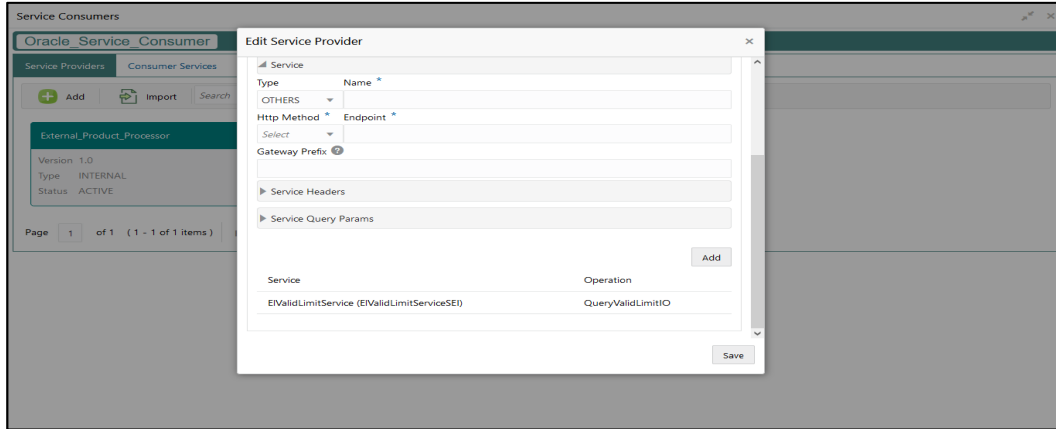 Service Consumers
Oracle_Service_Consumer
Service Providers Consumer Services
Add Import Search
External_Product_Processor
Version 1.0
Type INTERNAL
Status ACTIVE
Page 1 of 1 (1 - 1 of 1 items)
Edit Service Provider
Service
Type Name *
OTHERS
Http Method * Endpoint *
Select
Gateway Prefix ?
Service Headers
Service Query Params
Add
Service Operation
EIValidLimitService (EIValidLimitServiceSEI) QueryValidLimitIO
Save